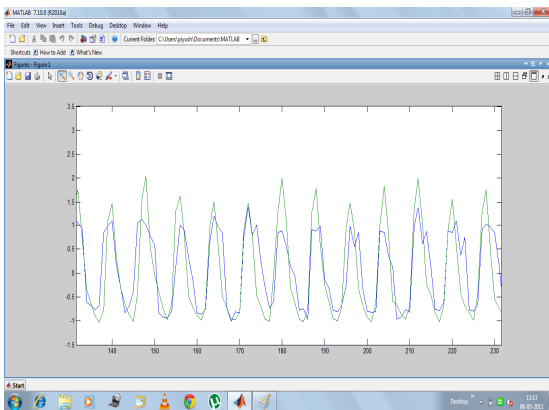 MATLAB 7.10.0 (R2010a)
File Edit View Insert Tools Debug Desktop Window Help
Current Folder: C:\Users\piyush\Documents\MATLAB
Shortcuts How to Add What's New
Figures - Figure 1
3.5
3
2.5
2
1.5
1
0.5
0
-0.5
-1
-1.5
140 150 160 170 180 190 200 210 220 230
Start
Desktop »
13:13
06-05-2011